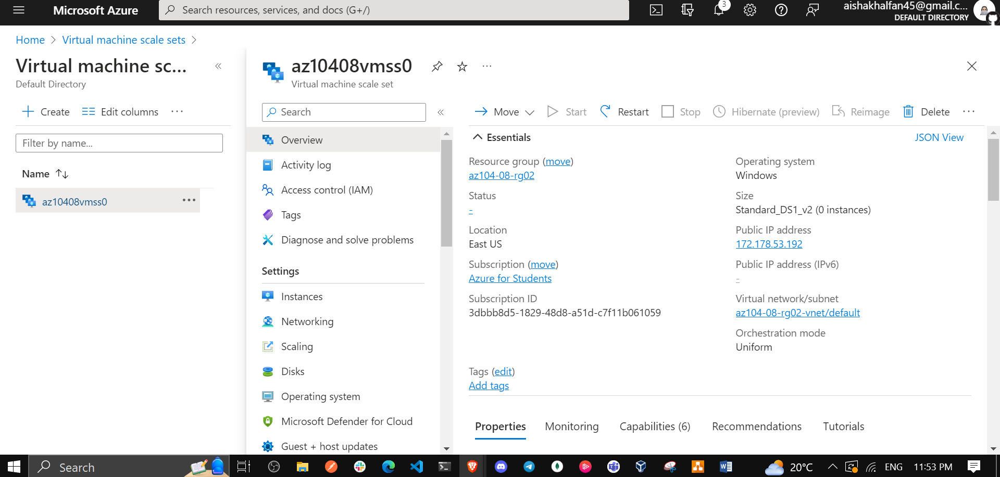 Microsoft Azure
Search resources, services, and docs (G+/)
3
aishakhalfan45@gmail.c...
DEFAULT DIRECTORY
Home > Virtual machine scale sets >
Virtual machine sc...
Default Directory
Create
Edit columns
Filter by name...
Name
az10408vmss0
az10408vmss0
Virtual machine scale set
Search
Overview
Activity log
Access control (IAM)
Tags
Diagnose and solve problems
Settings
Instances
Networking
Scaling
Disks
Operating system
Microsoft Defender for Cloud
Guest + host updates
Move
Start
Restart
Stop
Hibernate (preview)
Reimage
Delete
Essentials
JSON View
Resource group (move)
az104-08-rg02
Status
-
Location
East US
Subscription (move)
Azure for Students
Subscription ID
3dbbb8d5-1829-48d8-a51d-c7f11b061059
Operating system
Windows
Size
Standard_DS1_v2 (0 instances)
Public IP address
172.178.53.192
Public IP address (IPv6)
-
Virtual network/subnet
az104-08-rg02-vnet/default
Orchestration mode
Uniform
Tags (edit)
Add tags
Properties
Monitoring
Capabilities (6)
Recommendations
Tutorials
Search
20°C
ENG
11:53 PM